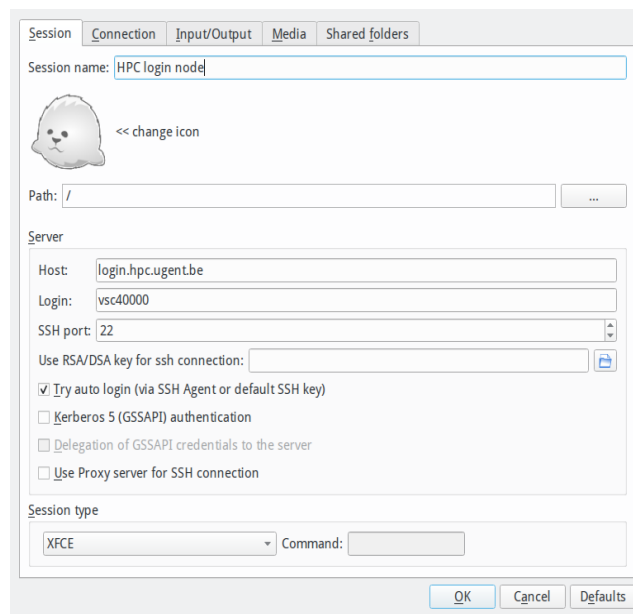 Session Connection Input/Output Media Shared folders
Session name: HPC login node
<< change icon
Path: / ...
Server
Host: login.hpc.ugent.be
Login: vsc40000
SSH port: 22
Use RSA/DSA key for ssh connection:
Try auto login (via SSH Agent or default SSH key)
Kerberos 5 (GSSAPI) authentication
Delegation of GSSAPI credentials to the server
Use Proxy server for SSH connection
Session type
XFCE Command:
OK Cancel Defaults